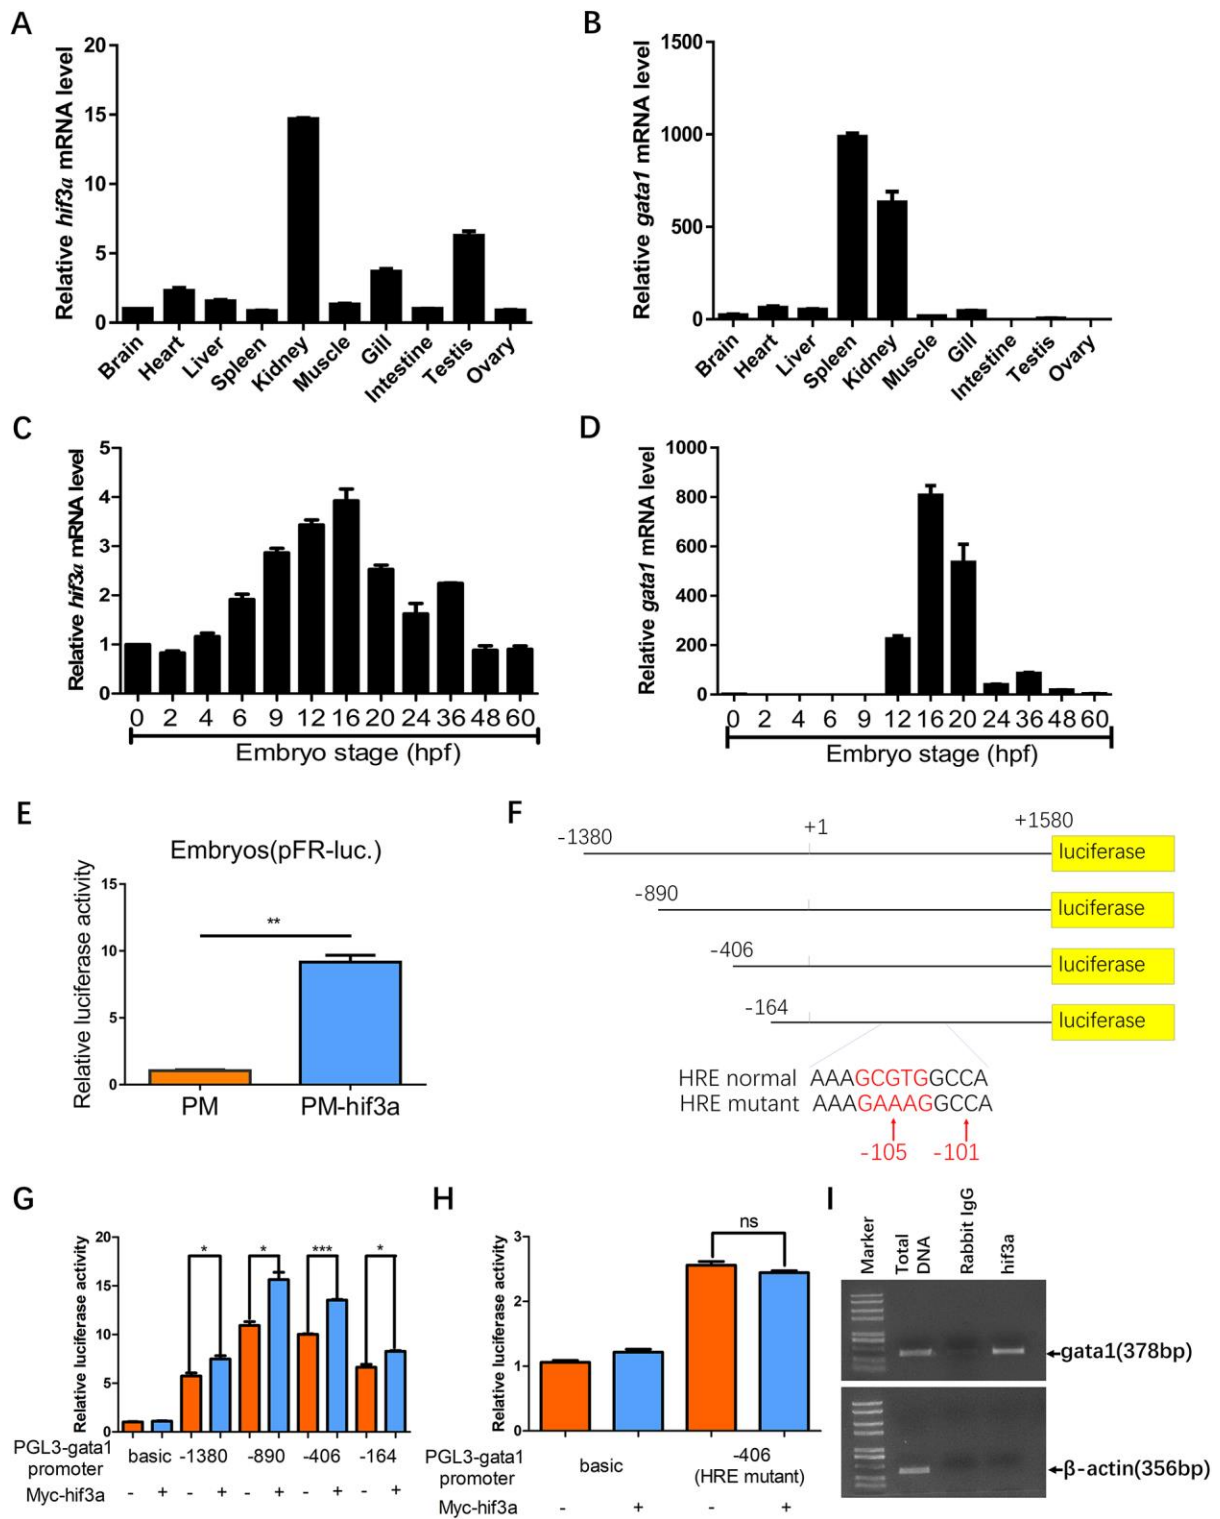 A
Relative hif3a mRNA level
20
15
10
5
0
Brain
Heart
Liver
Spleen
Kidney
Muscle
Gill
Intestine
Testis
Ovary
B
Relative gata1 mRNA level
1500
1000
500
0
Brain
Heart
Liver
Spleen
Kidney
Muscle
Gill
Intestine
Testis
Ovary
C
Relative hif3a mRNA level
5
4
3
2
1
0
0 2 4 6 9 12 16 20 24 36 48 60
Embryo stage (hpf)
D
Relative gata1 mRNA level
1000
800
600
400
200
0
0 2 4 6 9 12 16 20 24 36 48 60
Embryo stage (hpf)
E
Embryos(pFR-luc.)
Relative luciferase activity
15
10
5
0
**
PM PM-hif3a
F
-1380 +1 +1580
luciferase
-890
luciferase
-406
luciferase
-164
luciferase
HRE normal AAAGCGTGGCCA
HRE mutant AAAGAAAGGCCA
-105 -101
G
Relative luciferase activity
20
15
10
5
0
* * *** *
PGL3-gata1 promoter basic -1380 -890 -406 -164
Myc-hif3a - + - + - + - + - +
H
Relative luciferase activity
3
2
1
0
ns
PGL3-gata1 promoter basic -406 (HRE mutant)
Myc-hif3a - + - +
I
Marker
Total DNA
Rabbit IgG
hif3a
gata1(378bp)
β-actin(356bp)